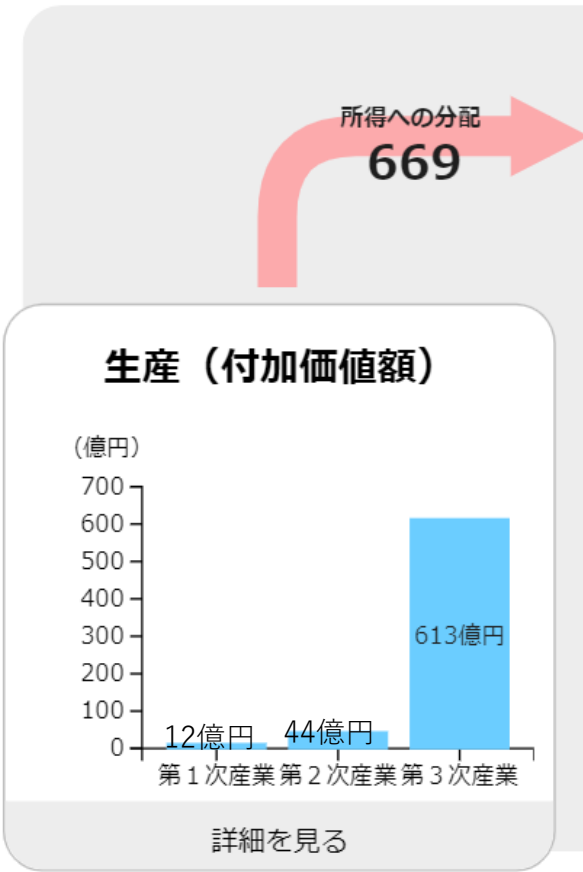 所得への分配
669
生産（付加価値額）
（億円）
700
600
500
400
300
200
100
0
12億円
44億円
613億円
第１次産業 第２次産業 第３次産業
詳細を見る